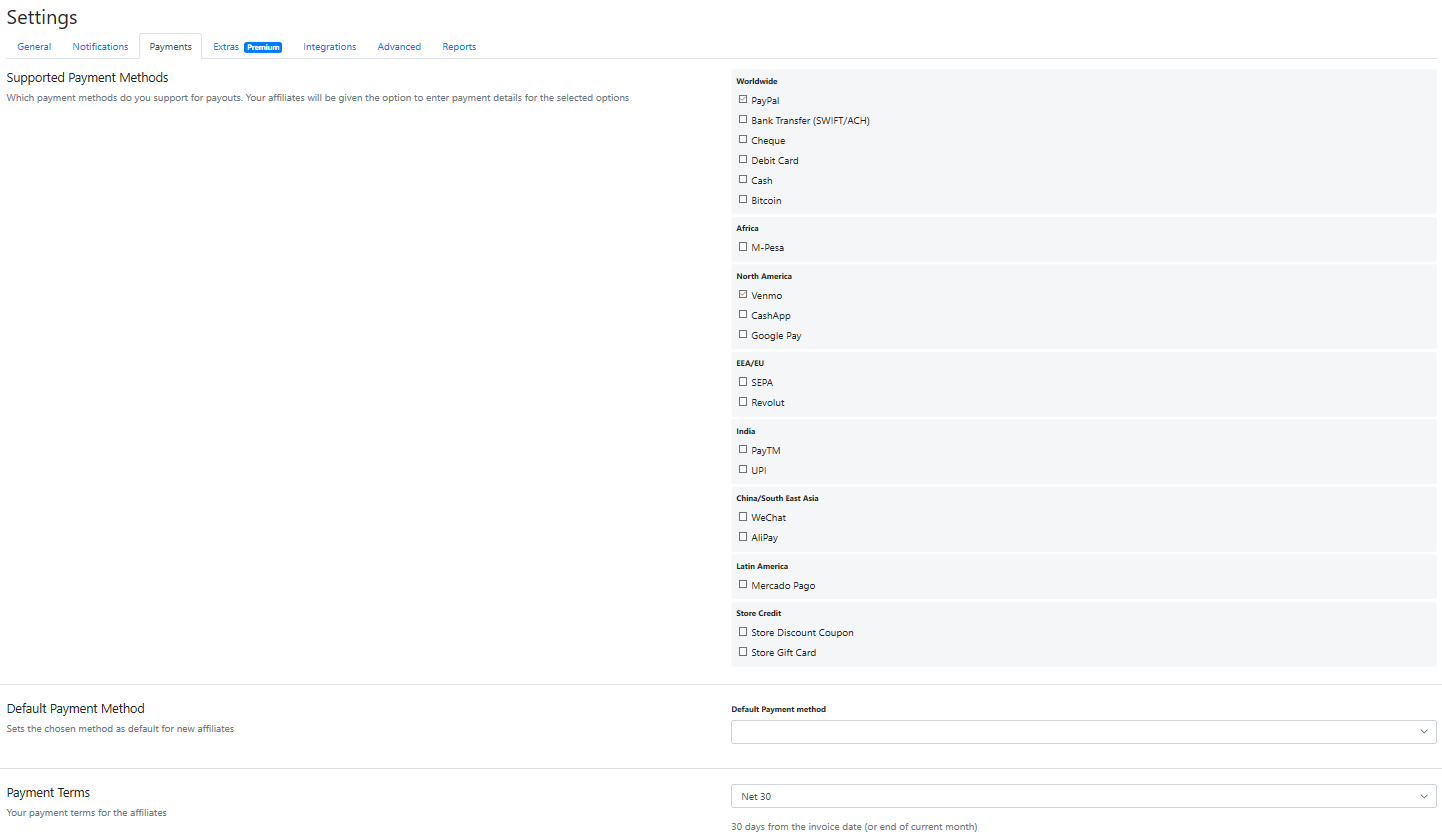 Settings
General Notifications Payments Extras Premium Integrations Advanced Reports
Supported Payment Methods
Which payment methods do you support for payouts. Your affiliates will be given the option to enter payment details for the selected options
Worldwide
PayPal
Bank Transfer (SWIFT/ACH)
Cheque
Debit Card
Cash
Bitcoin
Africa
M-Pesa
North America
Venmo
CashApp
Google Pay
EEA/EU
SEPA
Revolut
India
PayTM
UPI
China/South East Asia
WeChat
AliPay
Latin America
Mercado Pago
Store Credit
Store Discount Coupon
Store Gift Card
Default Payment Method
Sets the chosen method as default for new affiliates
Default Payment method
Payment Terms
Your payment terms for the affiliates
Net 30
30 days from the invoice date (or end of current month)